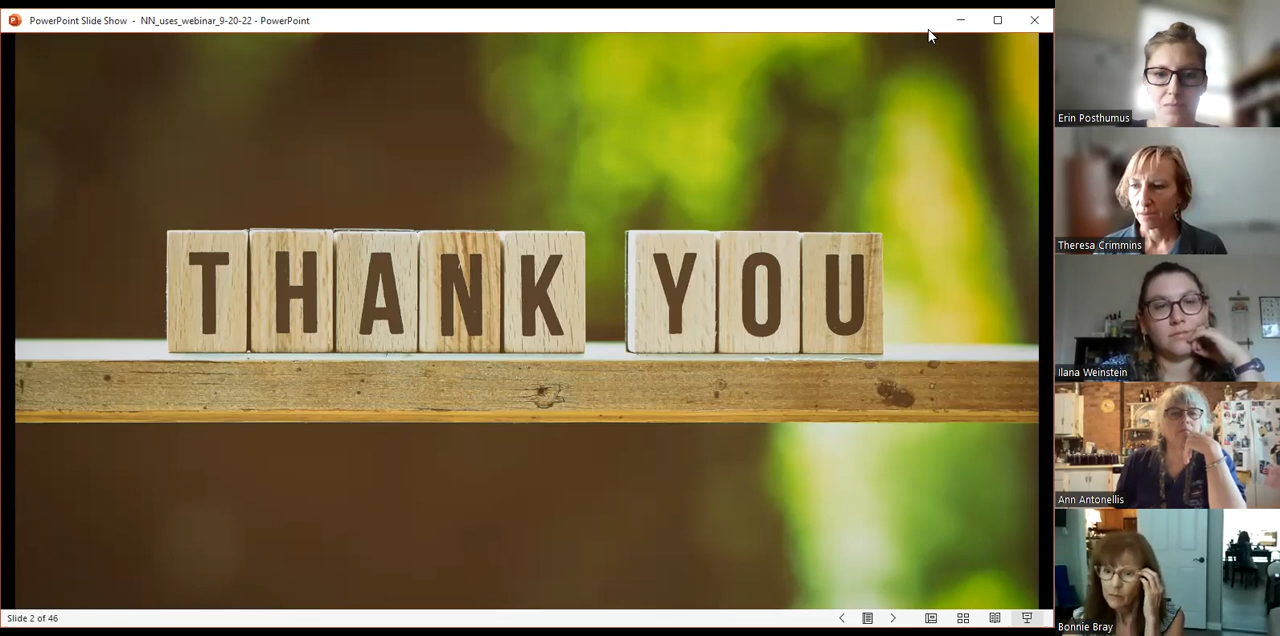 PowerPoint Slide Show - NN_uses_webinar_9-20-22 - PowerPoint
THANK YOU
Slide 2 of 46
Erin Posthumus
Theresa Crimmins
Ilana Weinstein
Ann Antonellis
Bonnie Bray